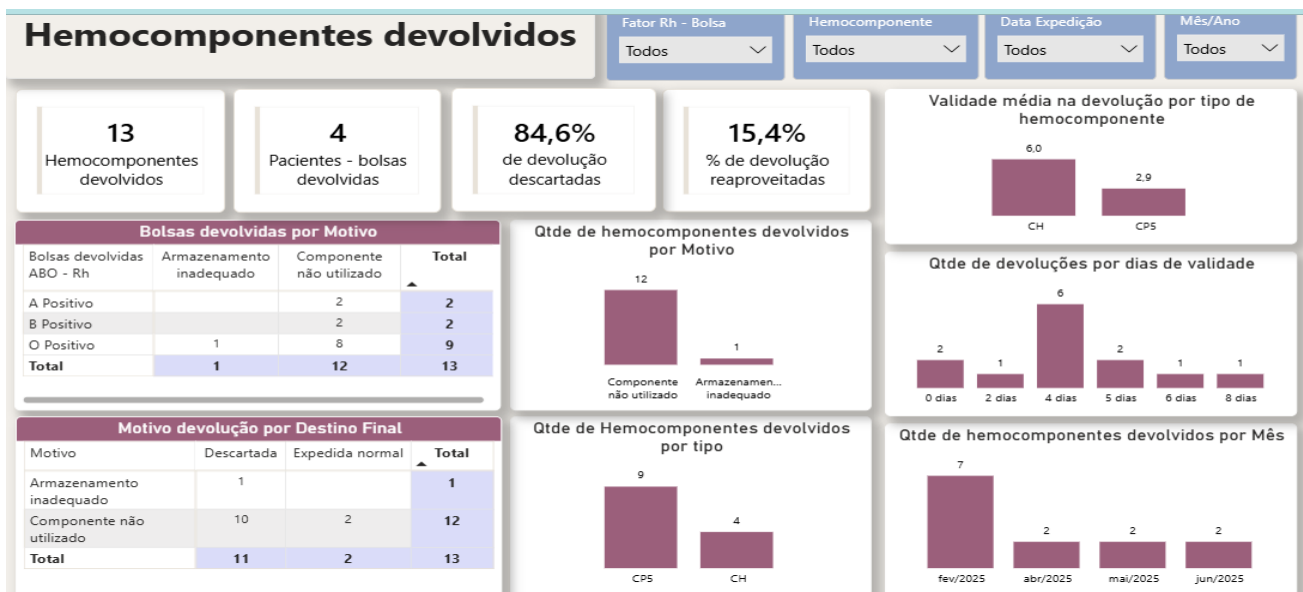 Hemocomponentes devolvidos
Fator Rh - Bolsa
Todos
Hemocomponente
Todos
Data Expedição
Todos
Mês/Ano
Todos
13
Hemocomponentes
devolvidos
4
Pacientes - bolsas
devolvidas
84,6%
de devolução
descartadas
15,4%
% de devolução
reaproveitadas
Validade média na devolução por tipo de
hemocomponente
6,0
2,9
CH CP5
Bolsas devolvidas por Motivo
Bolsas devolvidas Armazenamento Componente Total
ABO - Rh inadequado não utilizado
A Positivo 2 2
B Positivo 2 2
O Positivo 1 8 9
Total 1 12 13
Qtde de hemocomponentes devolvidos
por Motivo
12
1
Componente Armazenamen...
não utilizado inadequado
Qtde de devoluções por dias de validade
2 1 6 2 1 1
0 dias 2 dias 4 dias 5 dias 6 dias 8 dias
Motivo devolução por Destino Final
Motivo Descartada Expedida normal Total
Armazenamento 1 1
inadequado
Componente não 10 2 12
utilizado
Total 11 2 13
Qtde de Hemocomponentes devolvidos
por tipo
9
4
CP5 CH
Qtde de hemocomponentes devolvidos por Mês
7
2 2 2
fev/2025 abr/2025 mai/2025 jun/2025